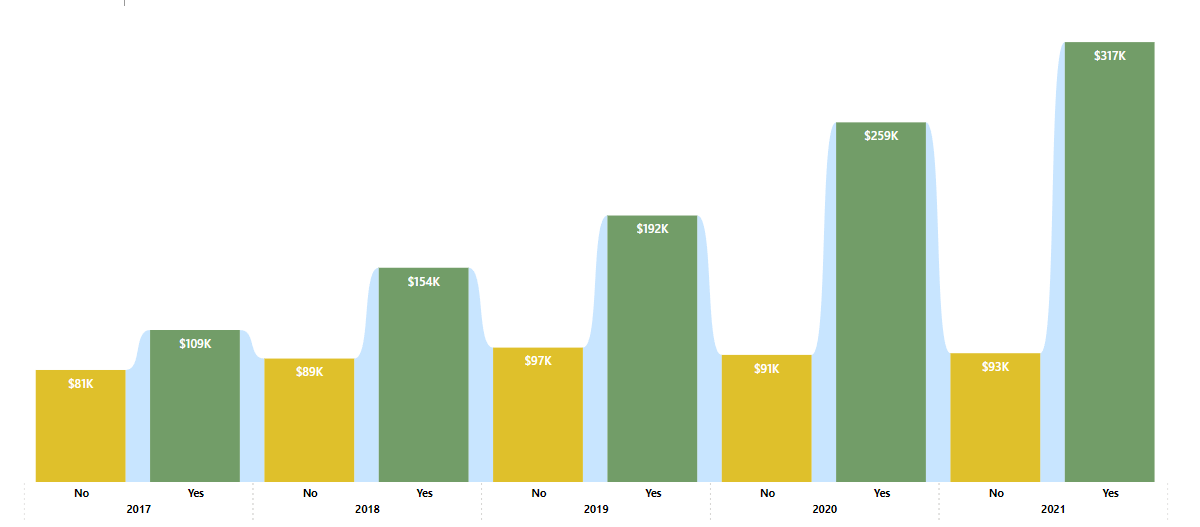 $317K
$259K
$192K
$154K
$109K
$97K
$93K
$91K
$89K
$81K
No Yes No Yes No Yes No Yes No Yes
2017 2018 2019 2020 2021